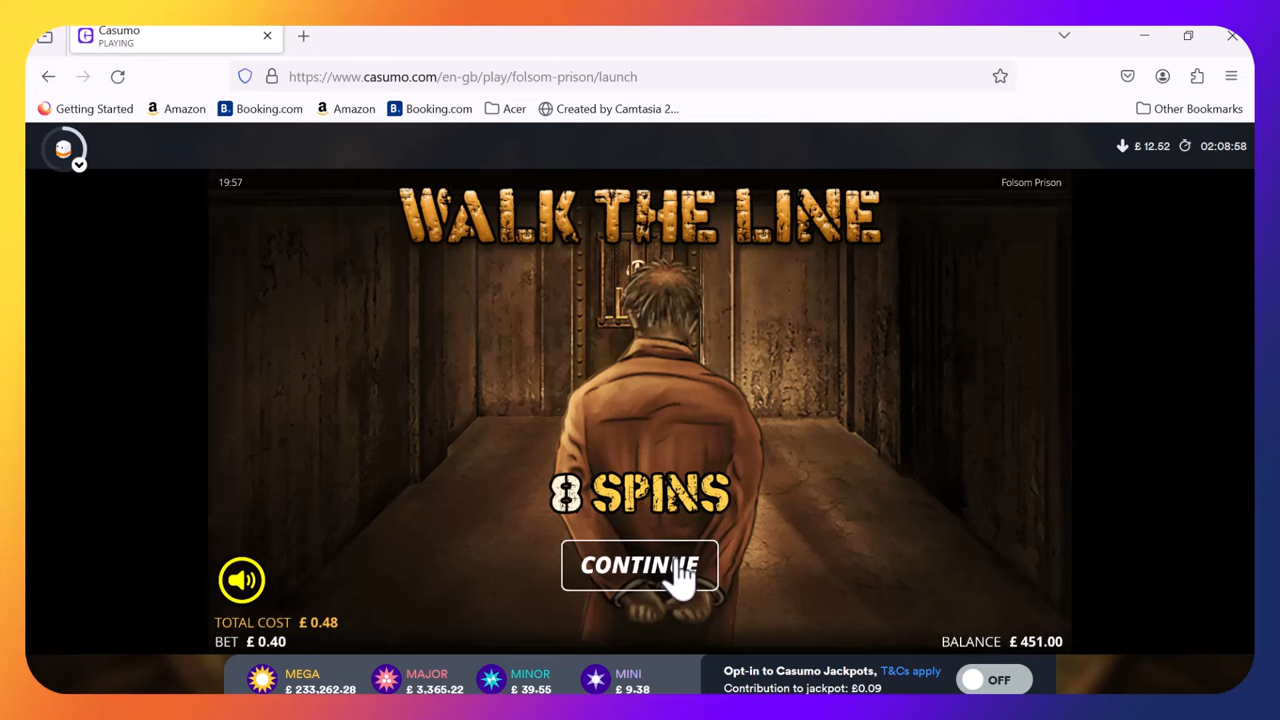 Casumo
PLAYING
https://www.casumo.com/en-gb/play/folsom-prison/launch
Getting Started Amazon B. Booking.com Amazon B. Booking.com Acer Created by Camtasia 2... Other Bookmarks
£ 12.52 02:08:58
19:57 Folsom Prison
WALK THE LINE
8 SPINS
CONTINUE
TOTAL COST £ 0.48
BET £ 0.40 BALANCE £ 451.00
MEGA
£ 233,262.28
MAJOR
£ 3,365.22
MINOR
£ 39.55
MINI
£ 9.38
Opt-in to Casumo Jackpots, T&Cs apply
Contribution to jackpot: £0.09
OFF